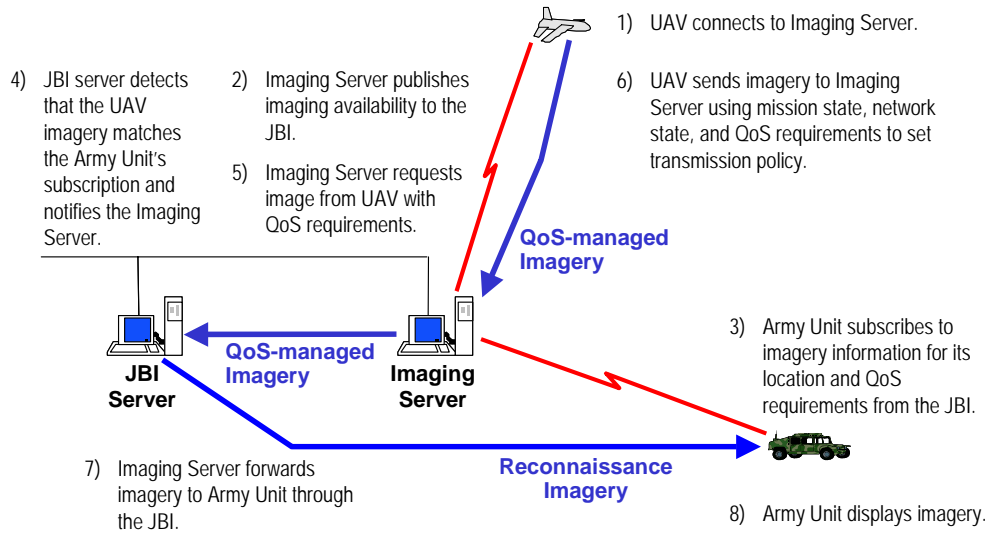 1) UAV connects to Imaging Server.
4) JBI server detects
that the UAV
imagery matches
the Army Unit's
subscription and
notifies the Imaging
Server.
2) Imaging Server publishes
imaging availability to the
JBI.
5) Imaging Server requests
image from UAV with
QoS requirements.
6) UAV sends imagery to Imaging
Server using mission state, network
state, and QoS requirements to set
transmission policy.
QoS-managed
Imagery
QoS-managed
Imagery
JBI
Server
Imaging
Server
3) Army Unit subscribes to
imagery information for its
location and QoS
requirements from the JBI.
Reconnaissance
Imagery
7) Imaging Server forwards
imagery to Army Unit through
the JBI.
8) Army Unit displays imagery.